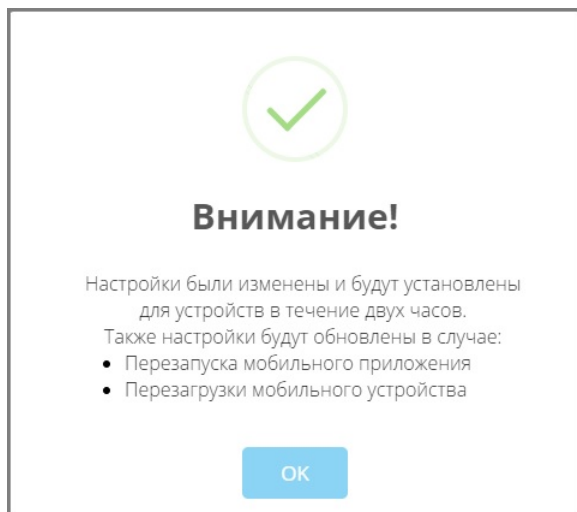 Внимание!
Настройки были изменены и будут установлены
для устройств в течение двух часов.
Также настройки будут обновлены в случае:
• Перезапуска мобильного приложения
• Перезагрузки мобильного устройства
OK